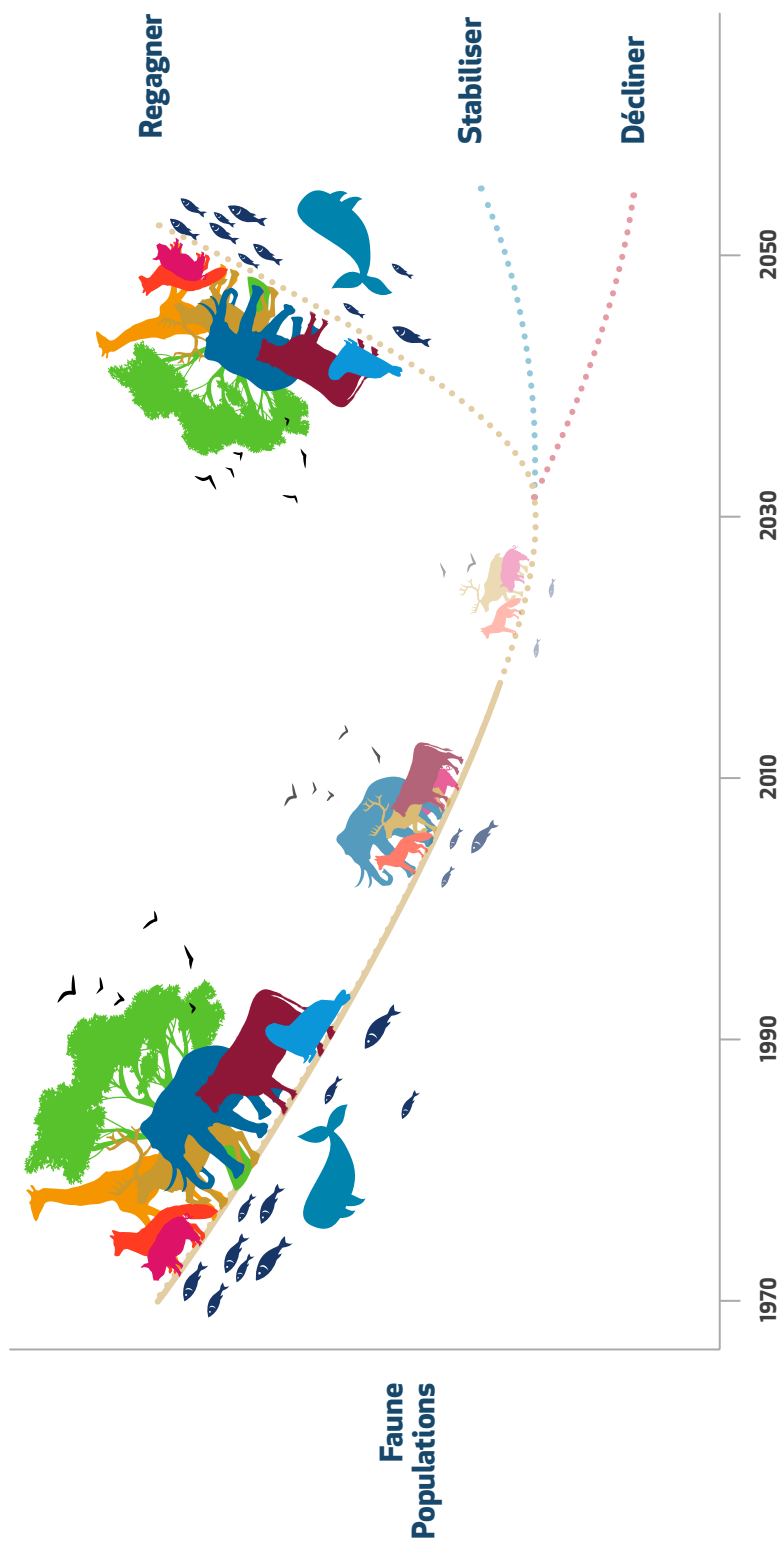 Faune
Populations
Regagner
Stabiliser
Décliner
1970
1990
2010
2030
2050